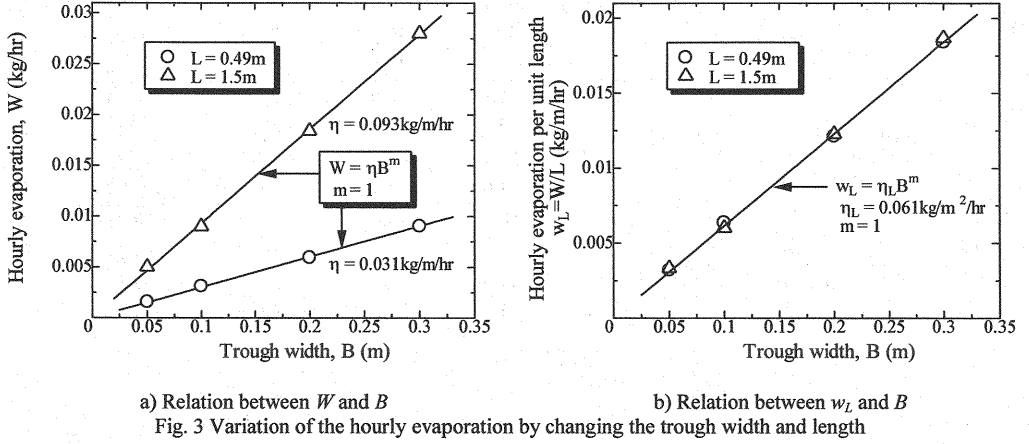 Hourly evaporation, W (kg/hr)
0.03
0.025
0.02
0.015
0.01
0.005
L = 0.49m
L = 1.5m
η = 0.093kg/m/hr
W = ηB^m
m = 1
η = 0.031kg/m/hr
0 0.05 0.1 0.15 0.2 0.25 0.3 0.35
Trough width, B (m)
a) Relation between W and B
Hourly evaporation per unit length
w_L=W/L (kg/m/hr)
0.02
0.015
0.01
0.005
L = 0.49m
L = 1.5m
w_L = η_L B^m
η_L = 0.061kg/m²/hr
m = 1
0 0.05 0.1 0.15 0.2 0.25 0.3 0.35
Trough width, B (m)
b) Relation between w_L and B
Fig. 3 Variation of the hourly evaporation by changing the trough width and length